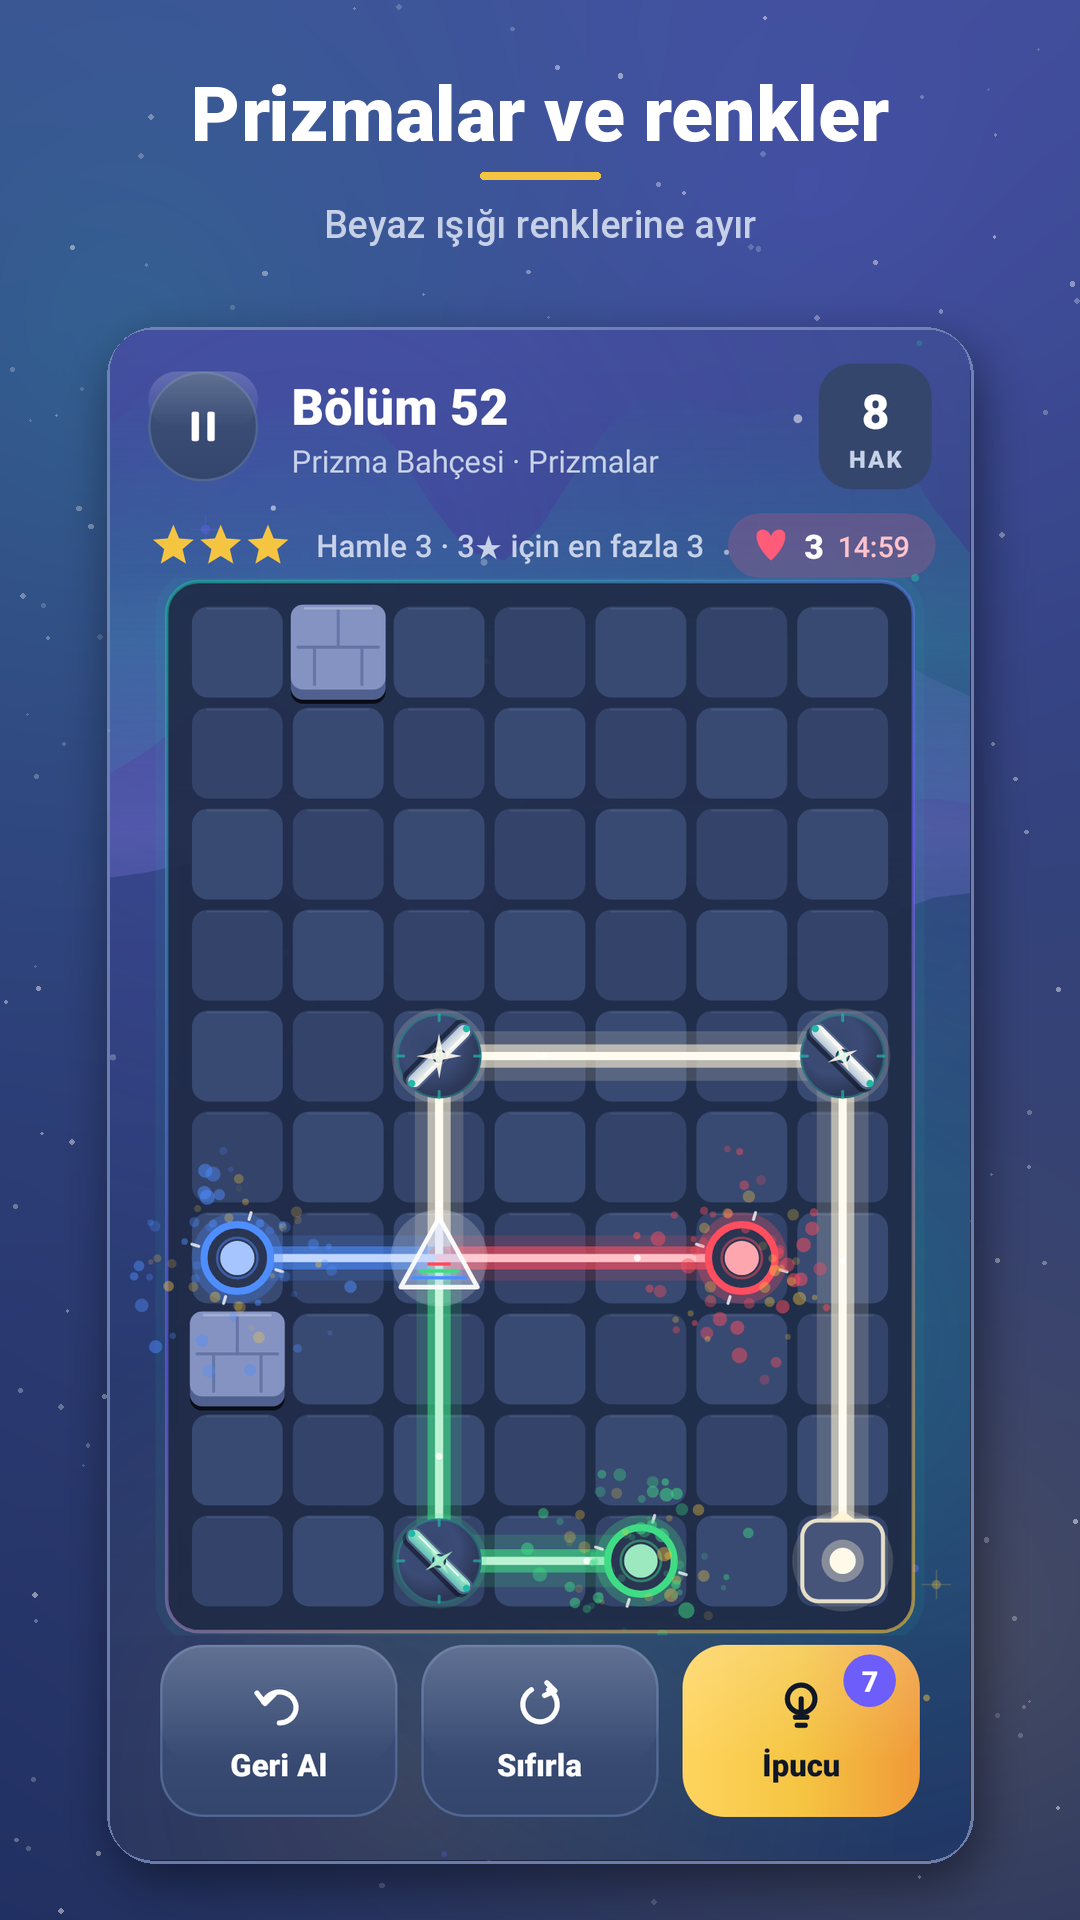 Prizmalar ve renkler
Beyaz ışığı renklerine ayır
Bölüm 52
Prizma Bahçesi · Prizmalar
8
HAK
Hamle 3 · 3★ için en fazla 3
3 14:59
Geri Al
Sıfırla
7
İpucu